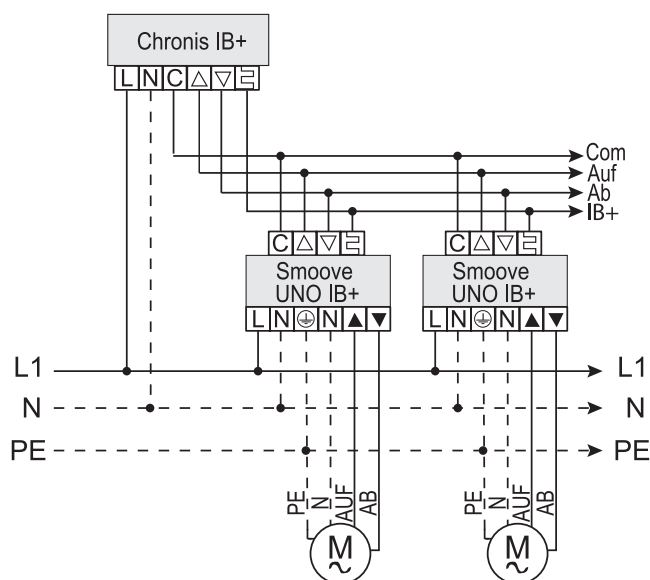 Chronis IB+
L N C △ ▽
Com
Auf
Ab
IB+
C △ ▽
C △ ▽
Smoove
UNO IB+
Smoove
UNO IB+
L N N ▲ ▼
L N N ▲ ▼
L1
L1
N
N
PE
PE
PE
N
AUF
AB
PE
N
AUF
AB
M
~
M
~